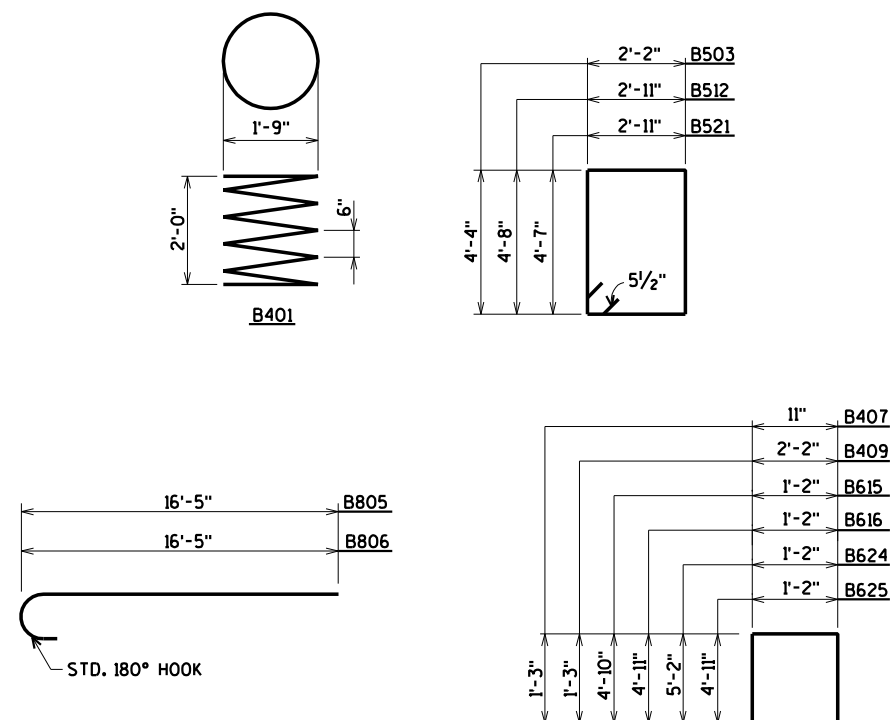 1'-9"
2'-0"
6"
B401
2'-2" B503
2'-11" B512
2'-11" B521
4'-4"
4'-8"
4'-7"
5 1/2"
16'-5" B805
16'-5" B806
STD. 180° HOOK
11" B407
2'-2" B409
1'-2" B615
1'-2" B616
1'-2" B624
1'-2" B625
1'-3"
1'-3"
4'-10"
4'-11"
5'-2"
4'-11"